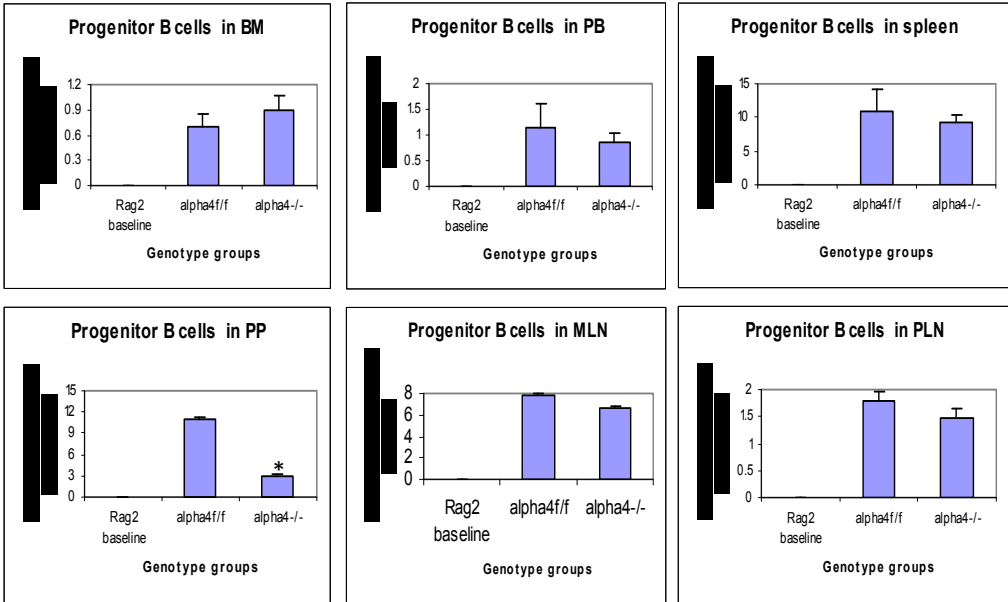 Progenitor B cells in BM
1.2
0.9
0.6
0.3
0
Rag2 baseline
alpha4f/f
alpha4-/-
Genotype groups
Progenitor B cells in PB
2
1.5
1
0.5
0
Rag2 baseline
alpha4f/f
alpha4-/-
Genotype groups
Progenitor B cells in spleen
15
10
5
0
Rag2 baseline
alpha4f/f
alpha4-/-
Genotype groups
Progenitor B cells in PP
15
12
9
6
3
0
*
Rag2 baseline
alpha4f/f
alpha4-/-
Genotype groups
Progenitor B cells in MLN
8
6
4
2
0
Rag2 baseline
alpha4f/f
alpha4-/-
Genotype groups
Progenitor B cells in PLN
2
1.5
1
0.5
0
Rag2 baseline
alpha4f/f
alpha4-/-
Genotype groups